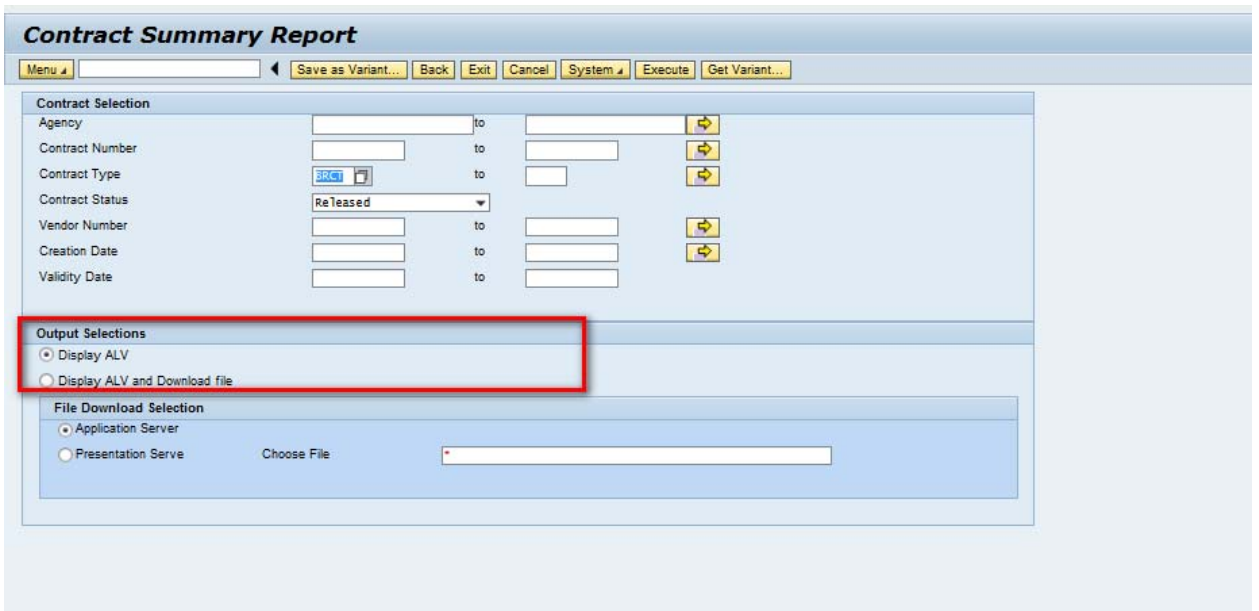 Contract Summary Report
Menu Save as Variant... Back Exit Cancel System Execute Get Variant...
Contract Selection
Agency to
Contract Number to
Contract Type BRCT to
Contract Status Released
Vendor Number to
Creation Date to
Validity Date to
Output Selections
Display ALV
Display ALV and Download file
File Download Selection
Application Server
Presentation Serve Choose File *